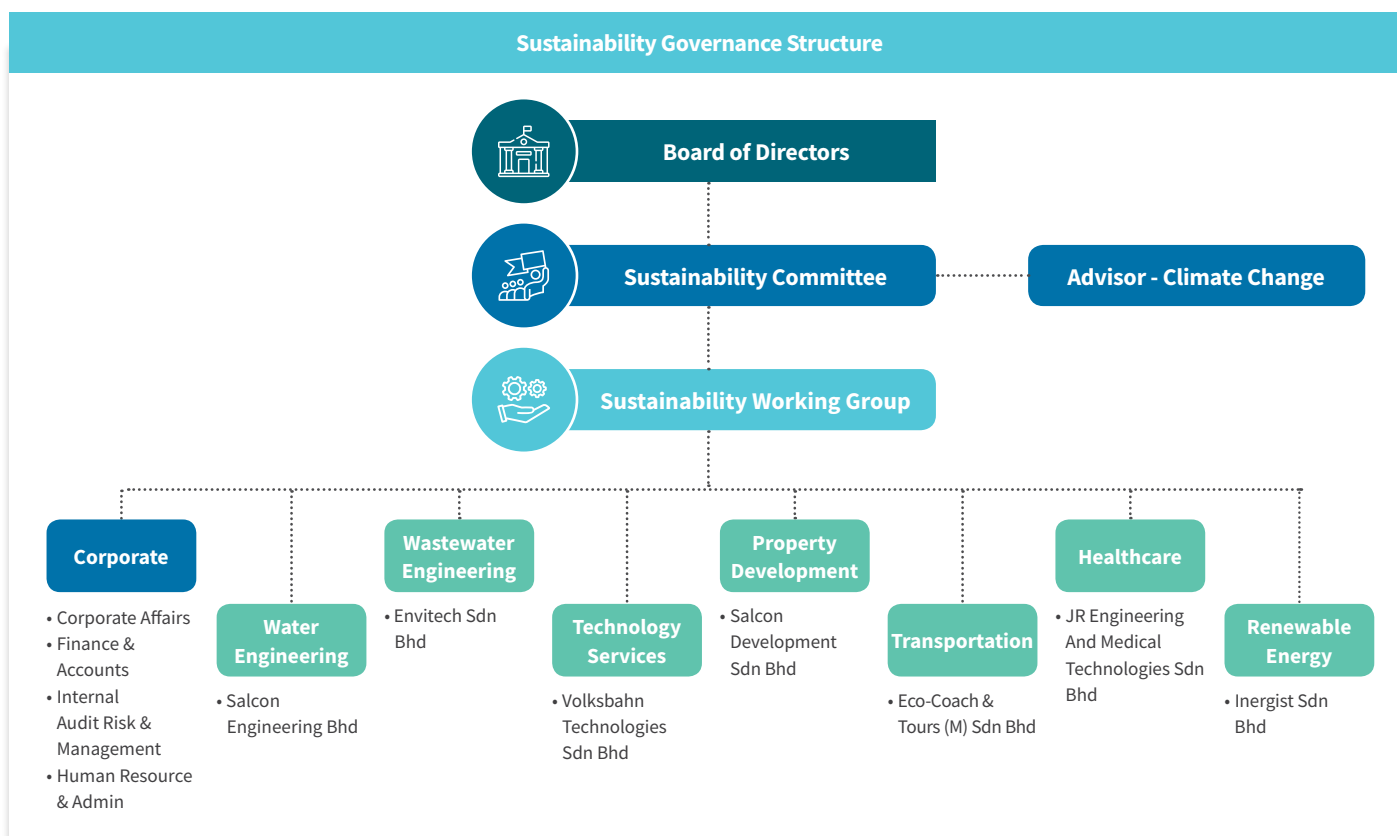 Sustainability Governance Structure
Board of Directors
Sustainability Committee
Advisor - Climate Change
Sustainability Working Group
Corporate
• Corporate Affairs
• Finance &
Accounts
• Internal
Audit Risk &
Management
• Human Resource
& Admin
Water
Engineering
• Salcon
Engineering Bhd
Wastewater
Engineering
• Envitech Sdn
Bhd
Technology
Services
• Volksbahn
Technologies
Sdn Bhd
Property
Development
• Salcon
Development
Sdn Bhd
Transportation
• Eco-Coach &
Tours (M) Sdn Bhd
Healthcare
• JR Engineering
And Medical
Technologies Sdn
Bhd
Renewable
Energy
• Inergist Sdn
Bhd